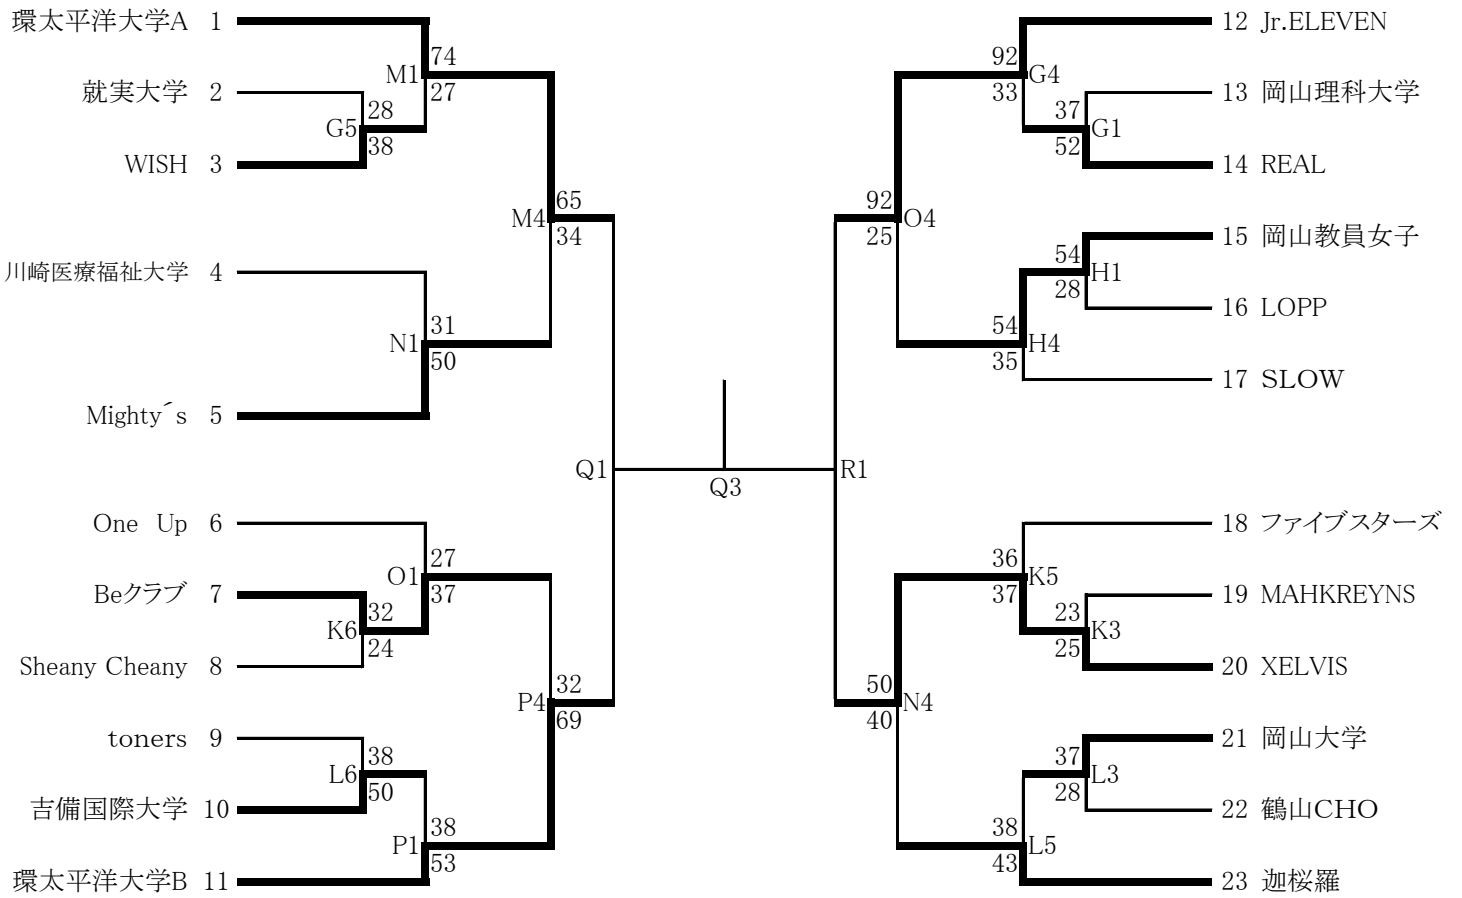 環太平洋大学A 1
74
M1
27
就実大学 2
28
G5
38
WISH 3
65
M4
34
川崎医療福祉大学 4
31
N1
50
Mighty´s 5
Q1
One Up 6
27
O1
37
Beクラブ 7
32
K6
24
Sheany Cheany 8
32
P4
69
toners 9
38
L6
50
吉備国際大学 10
38
P1
53
環太平洋大学B 11
Q3
12 Jr.ELEVEN
92
G4
33
13 岡山理科大学
37
G1
52
14 REAL
92
O4
25
15 岡山教員女子
54
H1
28
16 LOPP
54
H4
35
17 SLOW
R1
18 ファイブスターズ
36
K5
37
19 MAHKREYNS
23
K3
25
20 XELVIS
50
N4
40
21 岡山大学
37
L3
28
22 鶴山CHO
38
L5
43
23 迦桜羅